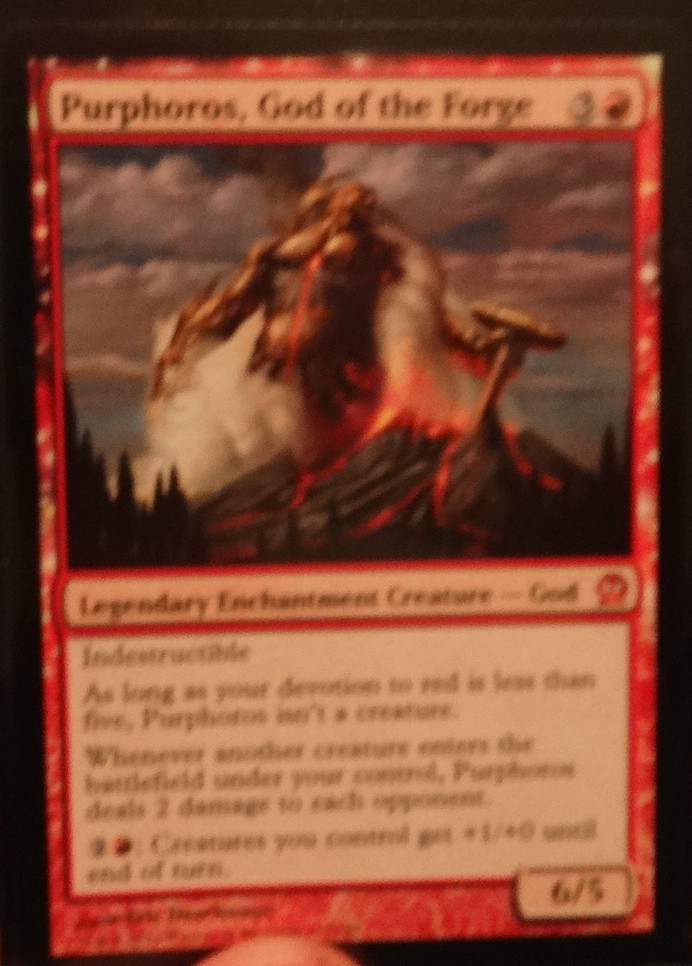 Purphoros, God of the Forge 3
Legendary Enchantment Creature — God
Indestructible
As long as your devotion to red is less than
five, Purphoros isn't a creature.
Whenever another creature enters the
battlefield under your control, Purphoros
deals 2 damage to each opponent.
2 : Creatures you control get +1/+0 until
end of turn.
6/5